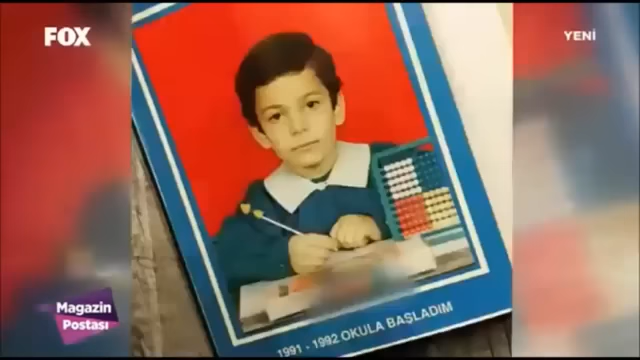 FOX
YENİ
Magazin
Postası
1991 - 1992 OKULA BAŞLADIM